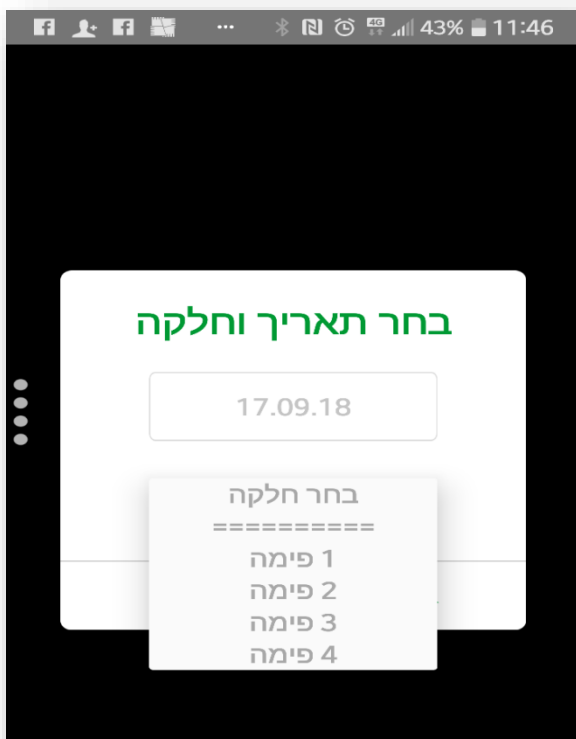 4G 43% 11:46
בחר תאריך וחלקה
17.09.18
בחר חלקה
==========
1 פימה
2 פימה
3 פימה
4 פימה